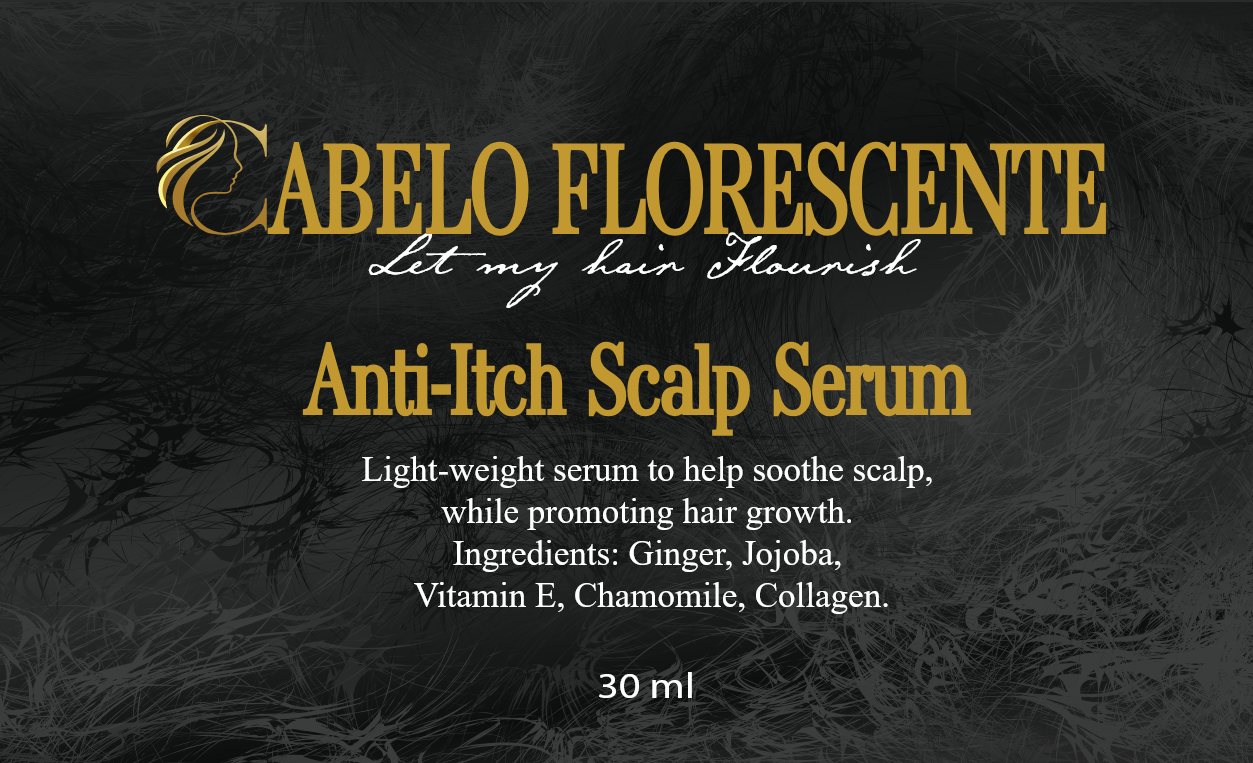 CABELO FLORESCENTE
Let my hair Flourish
Anti-Itch Scalp Serum
Light-weight serum to help soothe scalp,
while promoting hair growth.
Ingredients: Ginger, Jojoba,
Vitamin E, Chamomile, Collagen.
30 ml